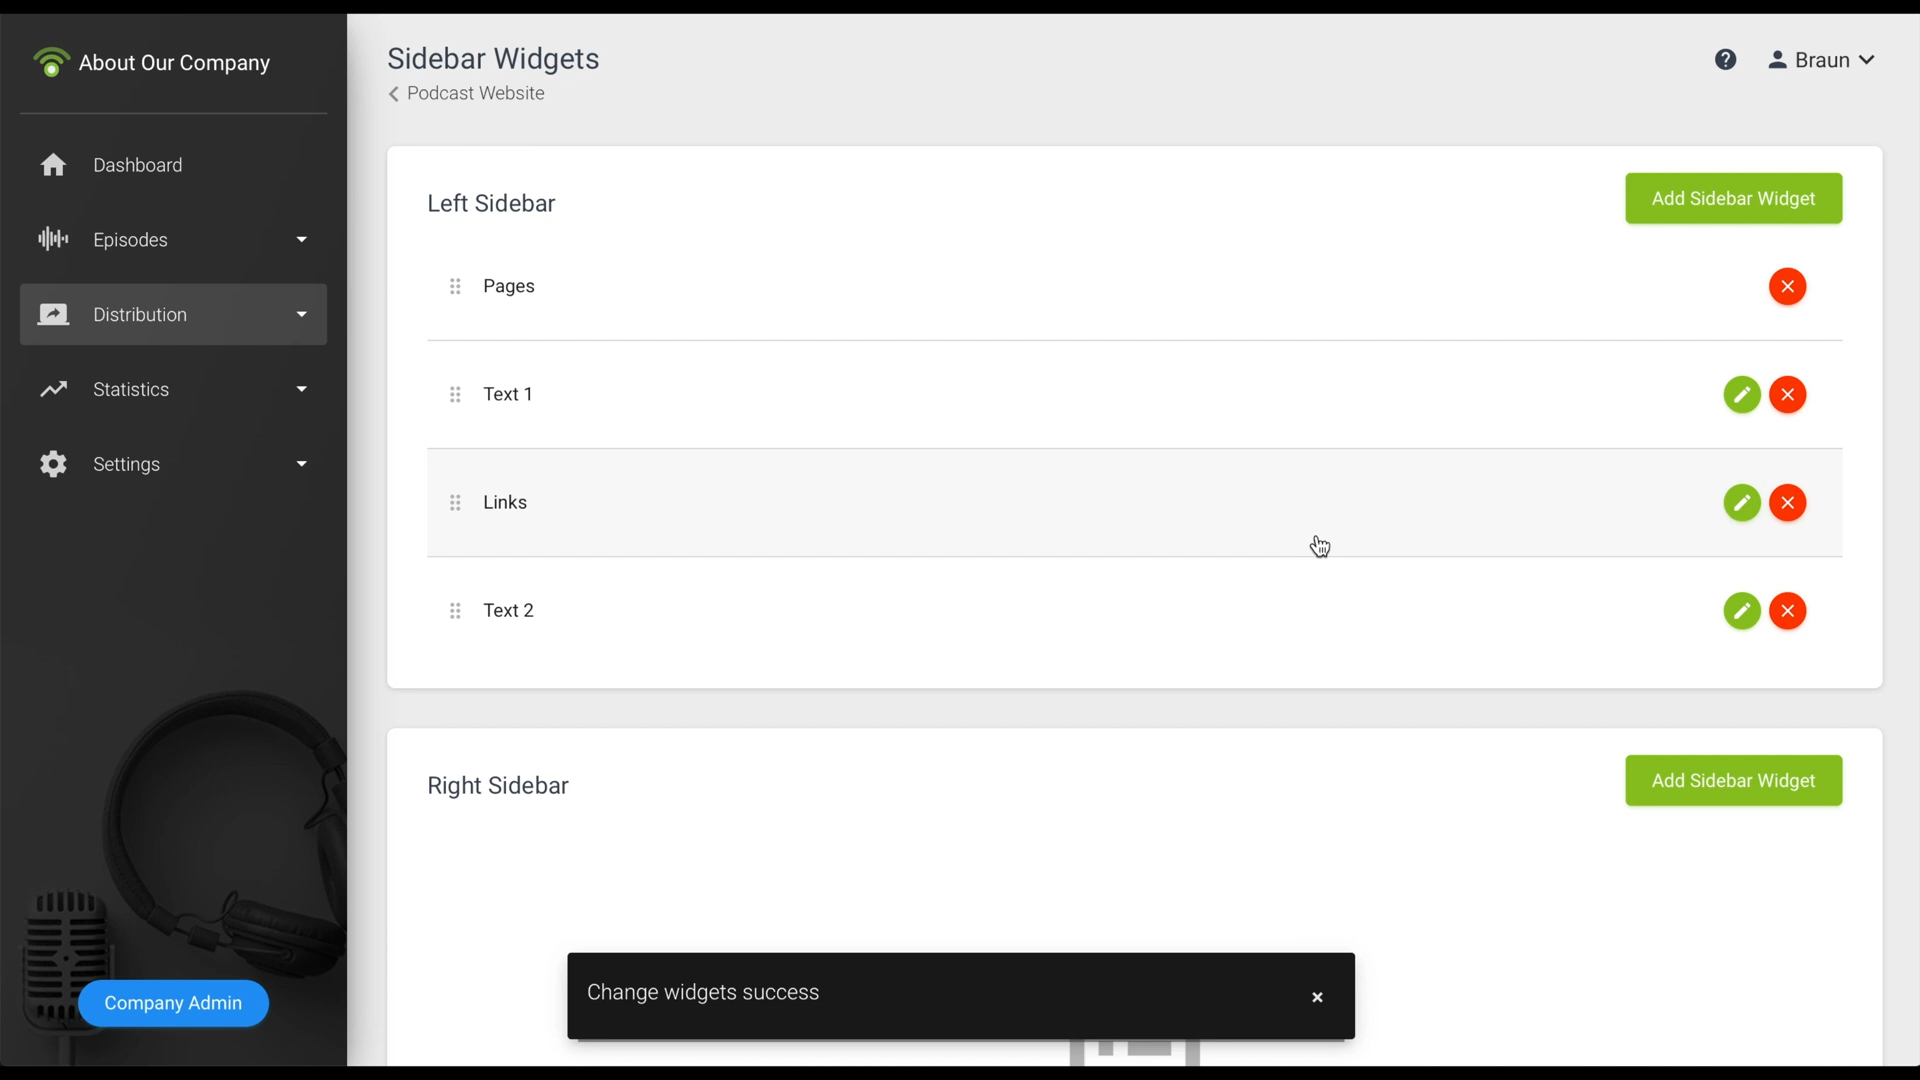 About Our Company
Dashboard
Episodes
Distribution
Statistics
Settings
Company Admin
Sidebar Widgets
Podcast Website
Braun
Left Sidebar
Add Sidebar Widget
Pages
Text 1
Links
Text 2
Right Sidebar
Add Sidebar Widget
Change widgets success